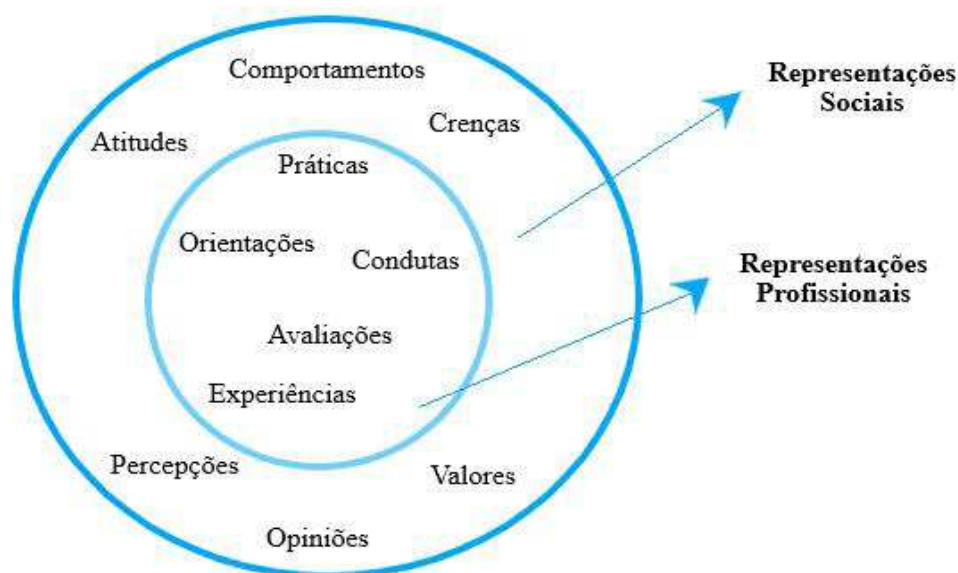 Comportamentos
Representações
Sociais
Crenças
Atitudes
Práticas
Orientações
Condutas
Representações
Profissionais
Avaliações
Experiências
Percepções
Valores
Opiniões